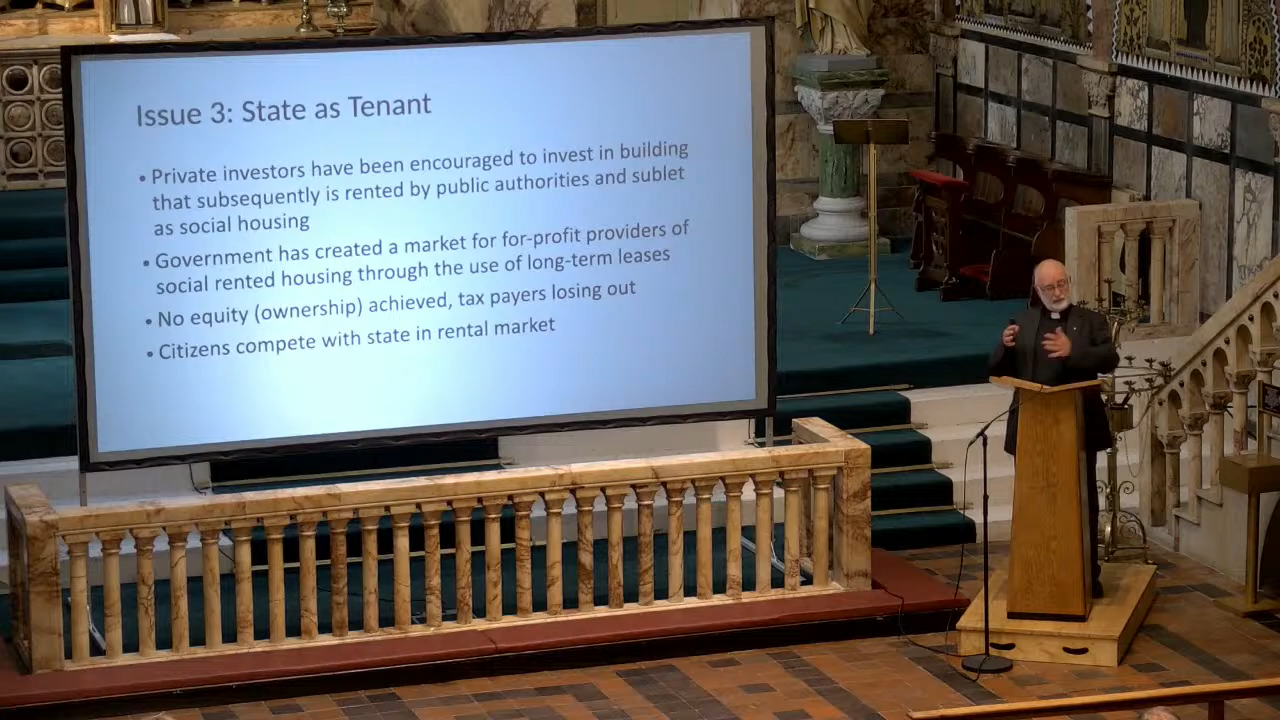 Issue 3: State as Tenant
• Private investors have been encouraged to invest in building
that subsequently is rented by public authorities and sublet
as social housing
• Government has created a market for for-profit providers of
social rented housing through the use of long-term leases
• No equity (ownership) achieved, tax payers losing out
• Citizens compete with state in rental market